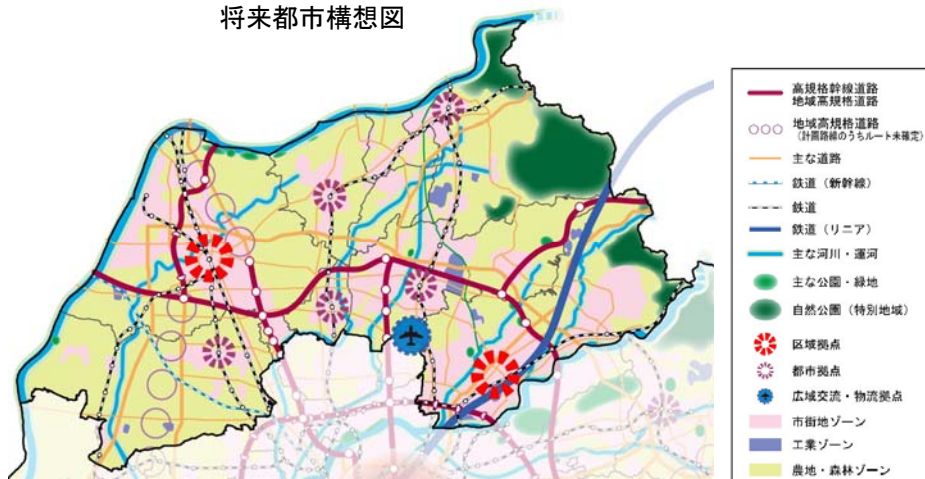 将来都市構想図
高規格幹線道路
地域高規格道路
地域高規格道路
（計画路線のうちルート未確定）
主な道路
鉄道（新幹線）
鉄道
鉄道（リニア）
主な河川・運河
主な公園・緑地
自然公園（特別地域）
区域拠点
都市拠点
広域交流・物流拠点
市街地ゾーン
工業ゾーン
農地・森林ゾーン